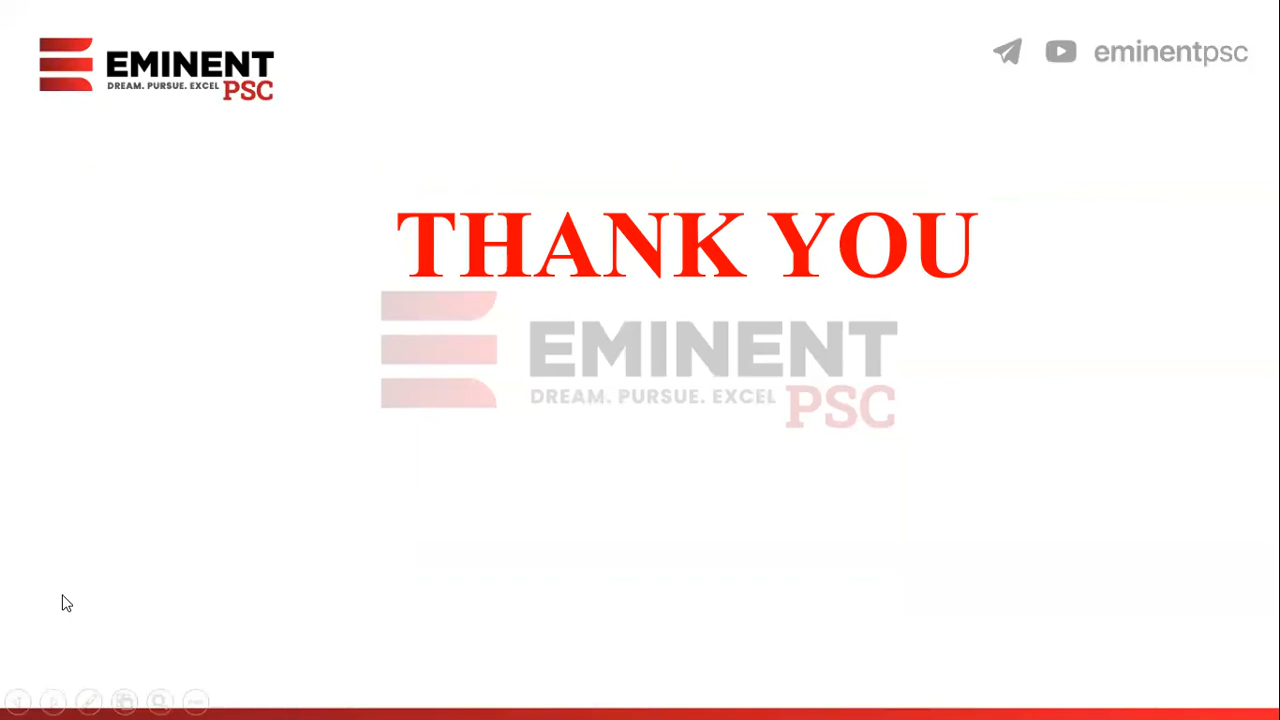 EMINENT
DREAM. PURSUE. EXCEL
PSC
eminentpsc
THANK YOU
EMINENT
DREAM. PURSUE. EXCEL
PSC